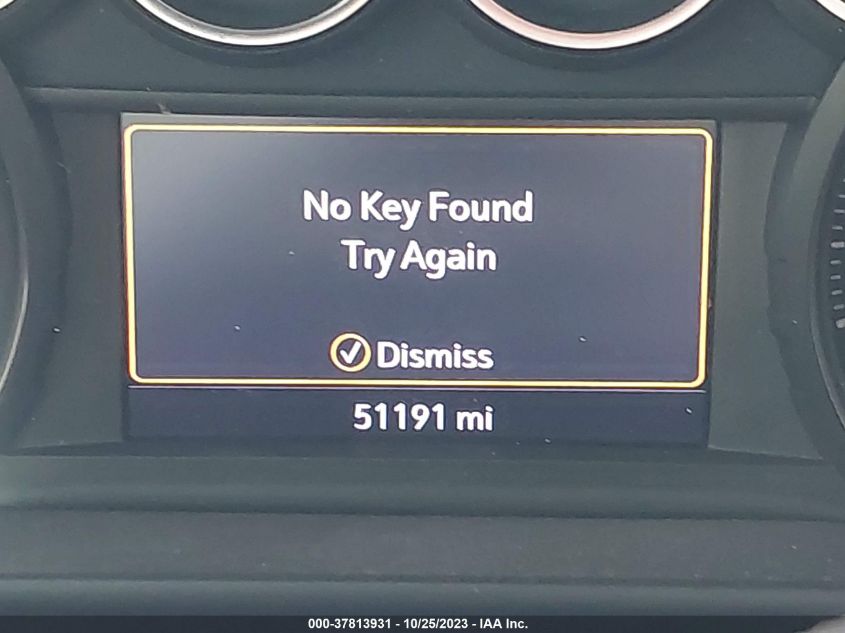 No Key Found
Try Again
Dismiss
51191 mi
000-37813931 - 10/25/2023 - IAA Inc.